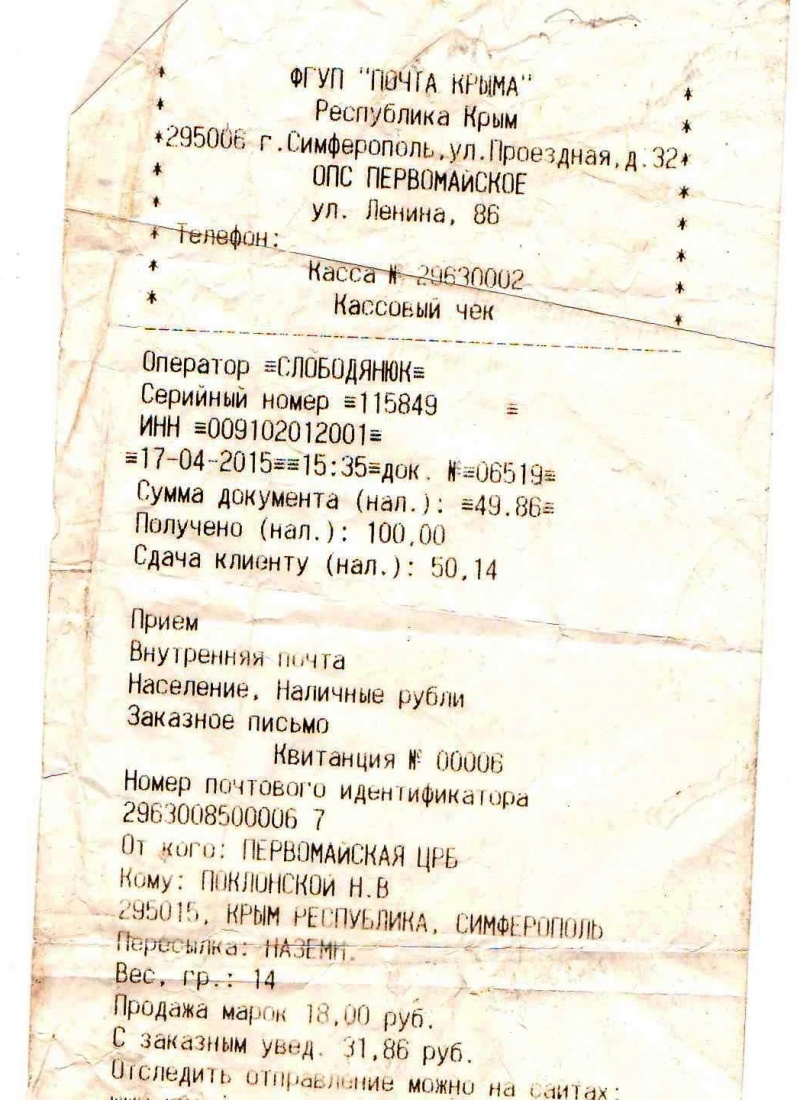 ФГУП "ПОЧТА КРЫМА"
* Республика Крым *
*295006 г.Симферополь,ул.Проездная,д.32*
* ОПС ПЕРВОМАЙСКОЕ *
* ул. Ленина, 86 *
* Телефон: *
* Касса № 29630002 *
* Кассовый чек *
Оператор ≡СЛОБОДЯНЮК≡
Серийный номер ≡115849 ≡
ИНН ≡009102012001≡
≡17-04-2015≡≡15:35≡док. №≡06519≡
Сумма документа (нал.): ≡49.86≡
Получено (нал.): 100,00
Сдача клиенту (нал.): 50,14
Прием
Внутренняя почта
Население, Наличные рубли
Заказное письмо
Квитанция № 00006
Номер почтового идентификатора
2963008500006 7
От кого: ПЕРВОМАЙСКАЯ ЦРБ
Кому: ПОКЛОНСКОЙ Н.В
295015, КРЫМ РЕСПУБЛИКА, СИМФЕРОПОЛЬ
Пересылка: НАЗЕМН.
Вес, гр.: 14
Продажа марок 18,00 руб.
С заказным увед. 31,86 руб.
Отследить отправление можно на сайтах: